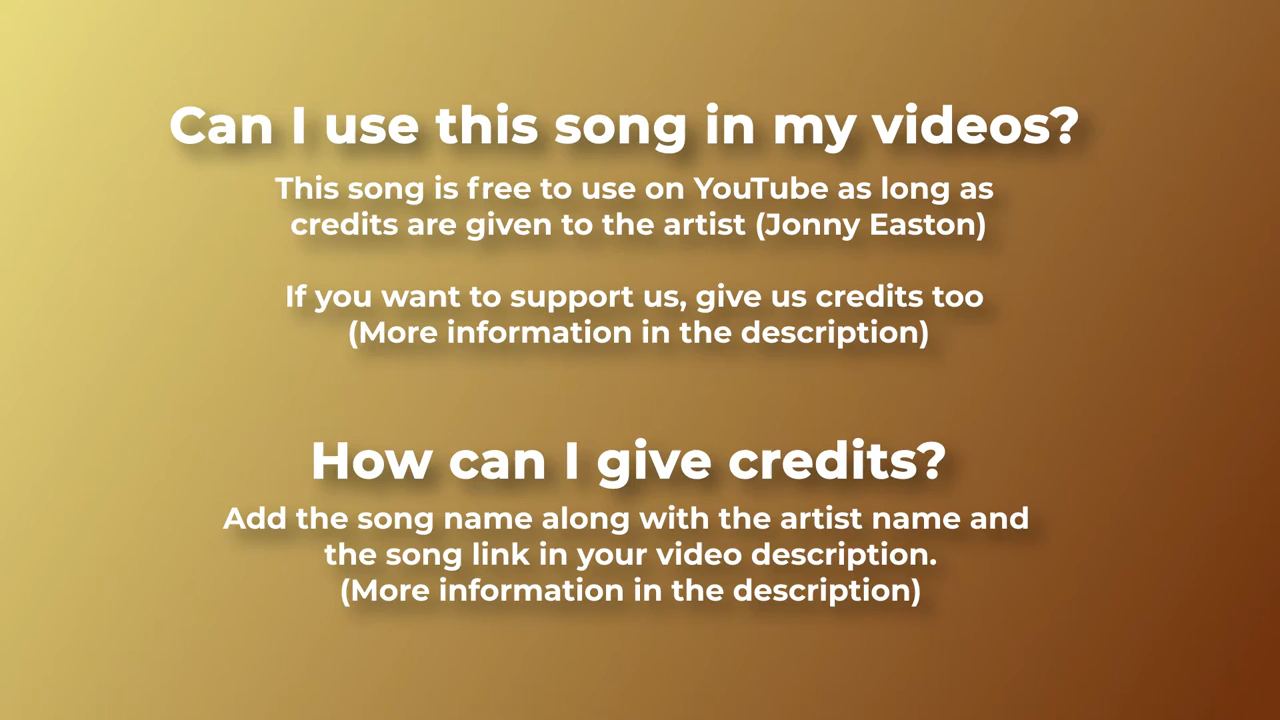 Can I use this song in my videos?
This song is free to use on YouTube as long as
credits are given to the artist (Jonny Easton)
If you want to support us, give us credits too
(More information in the description)
How can I give credits?
Add the song name along with the artist name and
the song link in your video description.
(More information in the description)